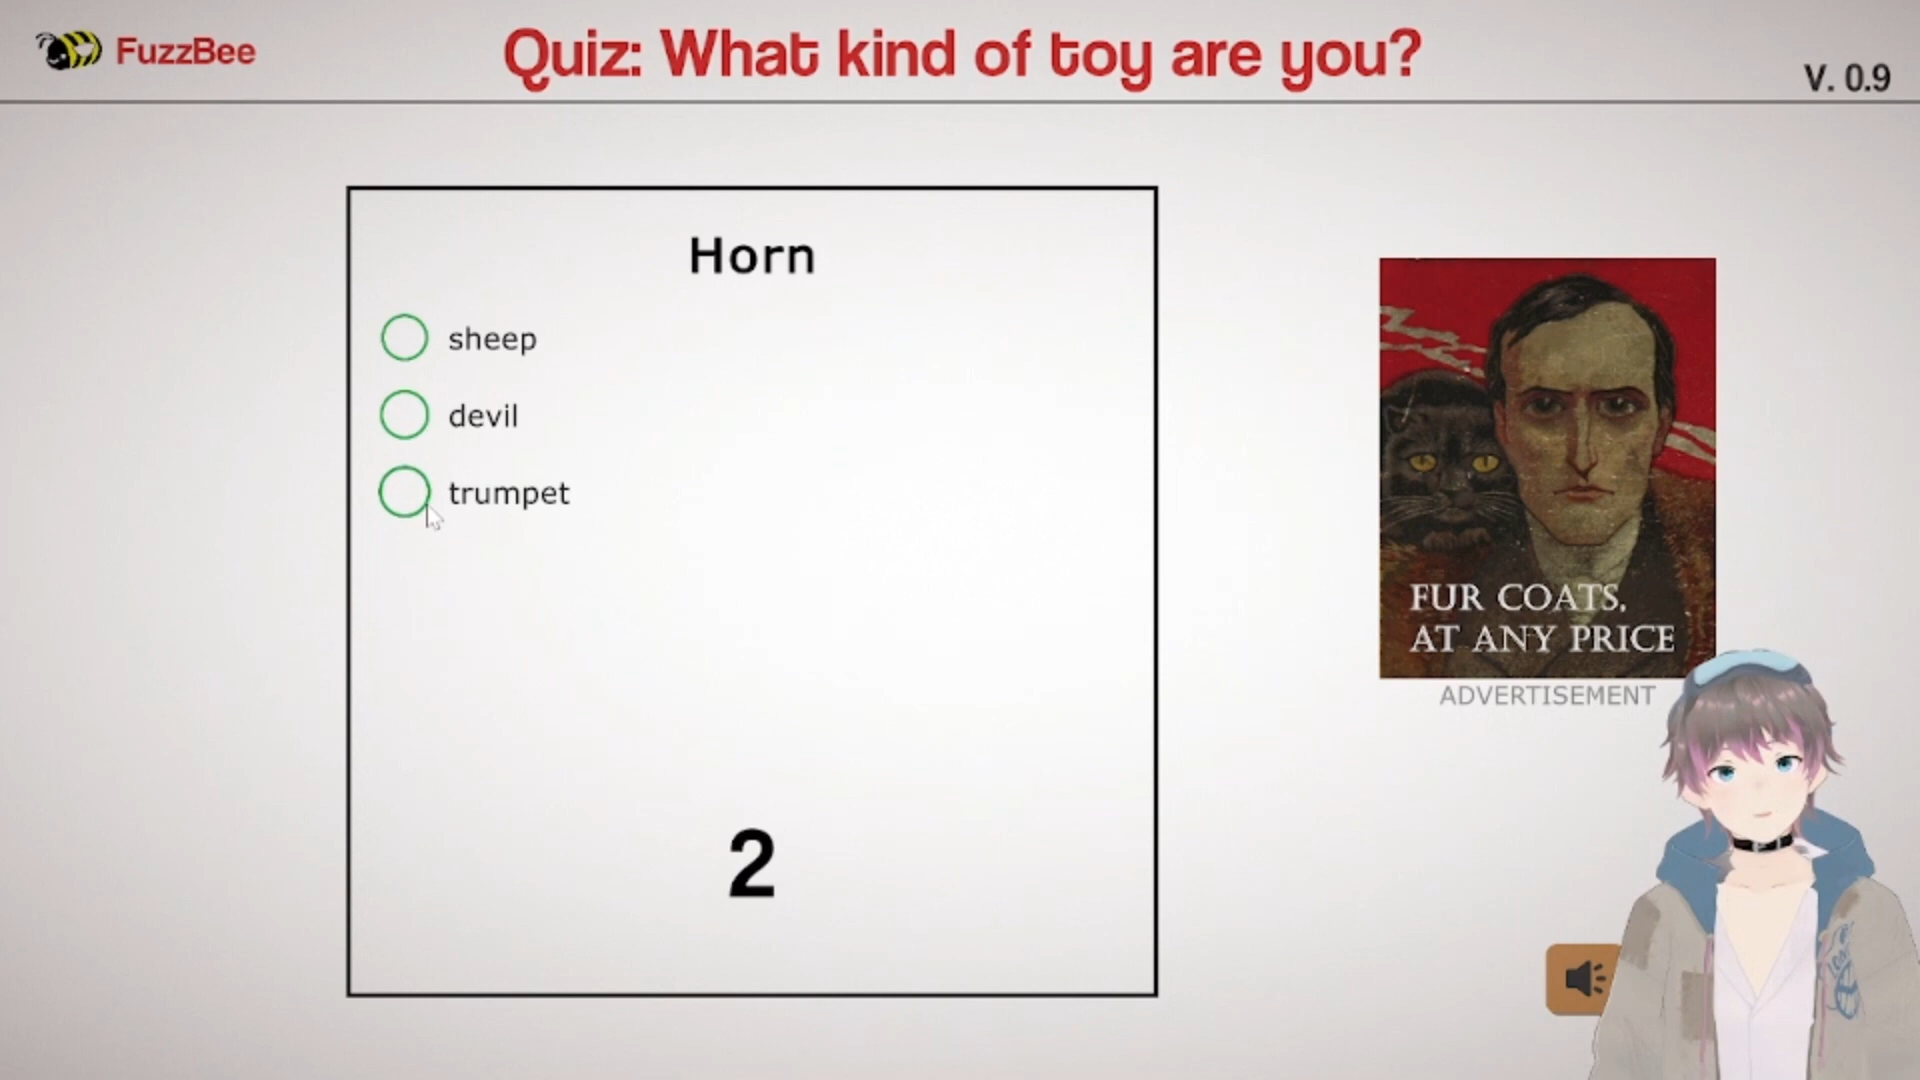 FuzzBee
Quiz: What kind of toy are you?
V. 0.9
Horn
sheep
devil
trumpet
2
FUR COATS,
AT ANY PRICE
ADVERTISEMENT